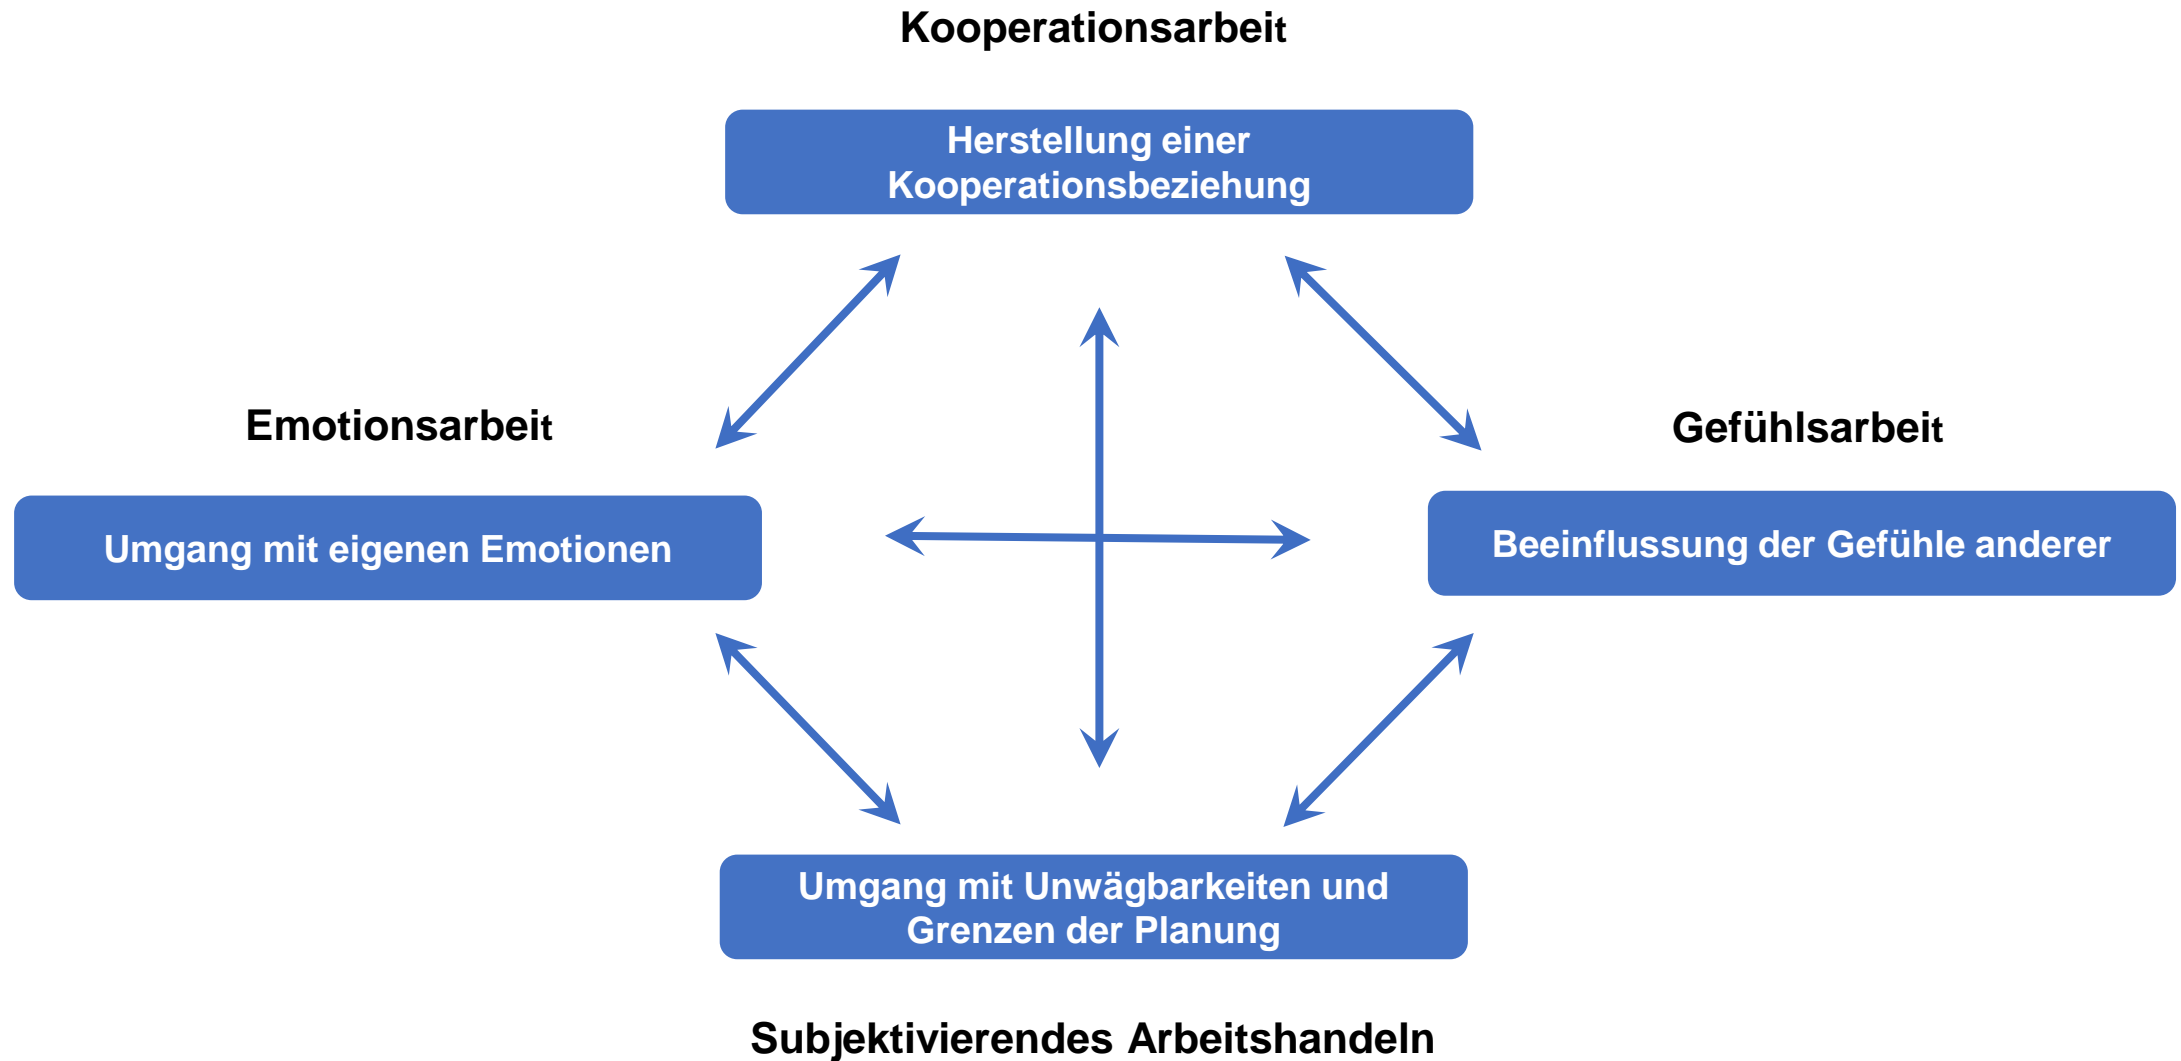 Kooperationsarbeit
Herstellung einer
Kooperationsbeziehung
Emotionsarbeit
Gefühlsarbeit
Umgang mit eigenen Emotionen
Beeinflussung der Gefühle anderer
Umgang mit Unwägbarkeiten und
Grenzen der Planung
Subjektivierendes Arbeitshandeln